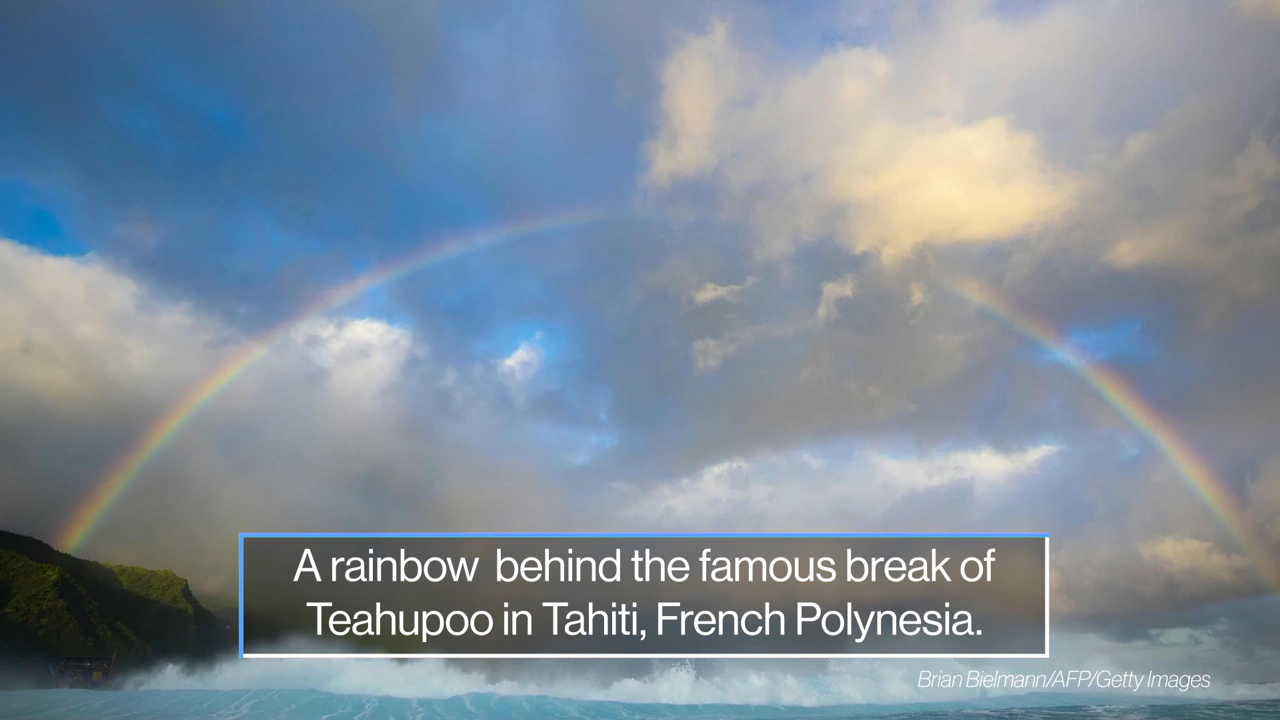 A rainbow  behind the famous break of
Teahupoo in Tahiti, French Polynesia.
Brian Bielmann/AFP/Getty Images